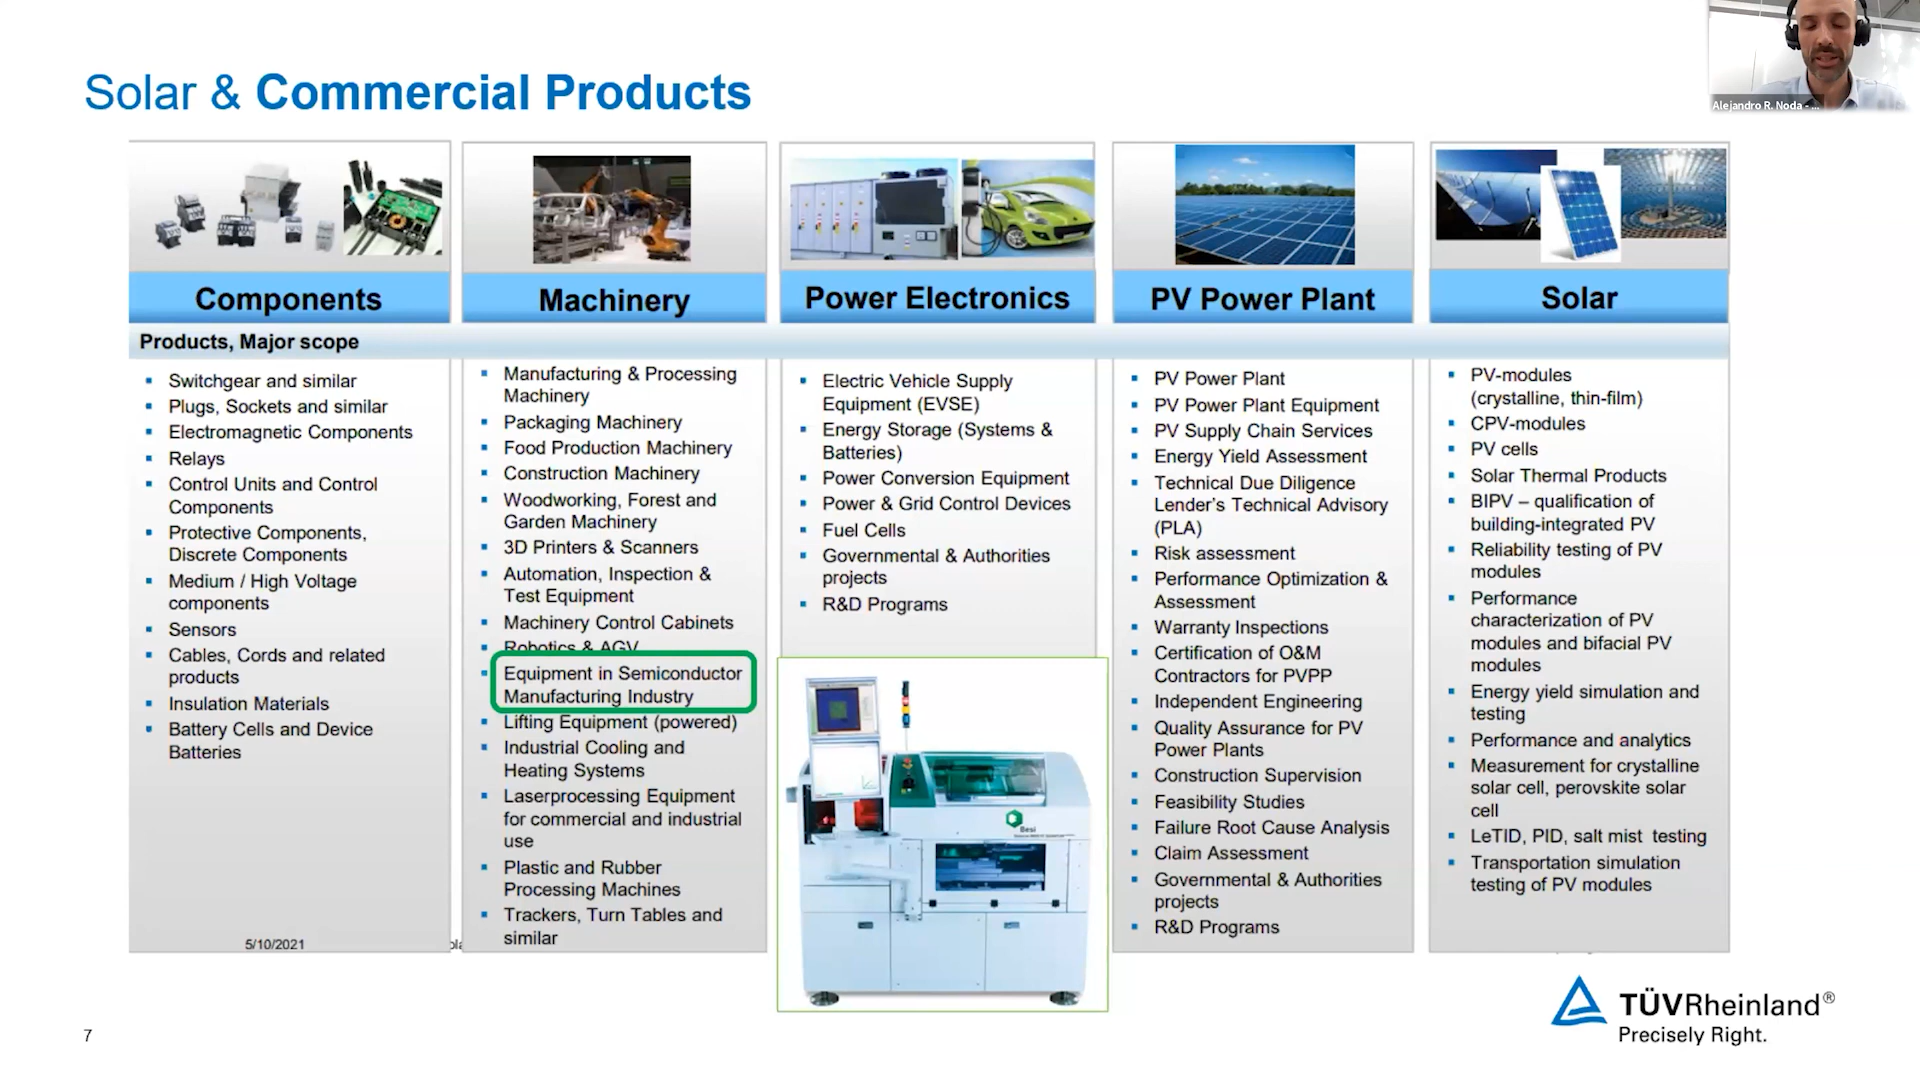 Alejandro R. Noda - ...
Solar & Commercial Products
Components
Machinery
Power Electronics
PV Power Plant
Solar
Products, Major scope
Switchgear and similar
Plugs, Sockets and similar
Electromagnetic Components
Relays
Control Units and Control
Components
Protective Components,
Discrete Components
Medium / High Voltage
components
Sensors
Cables, Cords and related
products
Insulation Materials
Battery Cells and Device
Batteries
Manufacturing & Processing
Machinery
Packaging Machinery
Food Production Machinery
Construction Machinery
Woodworking, Forest and
Garden Machinery
3D Printers & Scanners
Automation, Inspection &
Test Equipment
Machinery Control Cabinets
Robotics & AGV
Equipment in Semiconductor
Manufacturing Industry
Lifting Equipment (powered)
Industrial Cooling and
Heating Systems
Laserprocessing Equipment
for commercial and industrial
use
Plastic and Rubber
Processing Machines
Trackers, Turn Tables and
similar
Electric Vehicle Supply
Equipment (EVSE)
Energy Storage (Systems &
Batteries)
Power Conversion Equipment
Power & Grid Control Devices
Fuel Cells
Governmental & Authorities
projects
R&D Programs
Besi
PV Power Plant
PV Power Plant Equipment
PV Supply Chain Services
Energy Yield Assessment
Technical Due Diligence
Lender's Technical Advisory
(PLA)
Risk assessment
Performance Optimization &
Assessment
Warranty Inspections
Certification of O&M
Contractors for PVPP
Independent Engineering
Quality Assurance for PV
Power Plants
Construction Supervision
Feasibility Studies
Failure Root Cause Analysis
Claim Assessment
Governmental & Authorities
projects
R&D Programs
PV-modules
(crystalline, thin-film)
CPV-modules
PV cells
Solar Thermal Products
BIPV – qualification of
building-integrated PV
Reliability testing of PV
modules
Performance
characterization of PV
modules and bifacial PV
modules
Energy yield simulation and
testing
Performance and analytics
Measurement for crystalline
solar cell, perovskite solar
cell
LeTID, PID, salt mist testing
Transportation simulation
testing of PV modules
5/10/2021
7
TÜVRheinland®
Precisely Right.